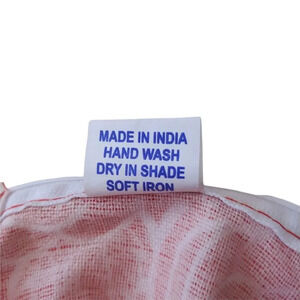 MADE IN INDIA
HAND WASH
DRY IN SHADE
SOFT IRON